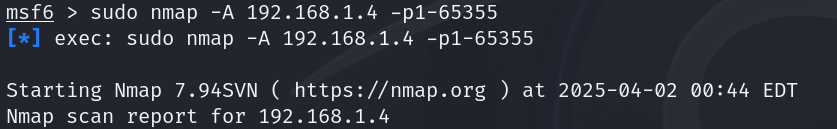 msf6 > sudo nmap -A 192.168.1.4 -p1-65355
[*] exec: sudo nmap -A 192.168.1.4 -p1-65355
Starting Nmap 7.94SVN ( https://nmap.org ) at 2025-04-02 00:44 EDT
Nmap scan report for 192.168.1.4